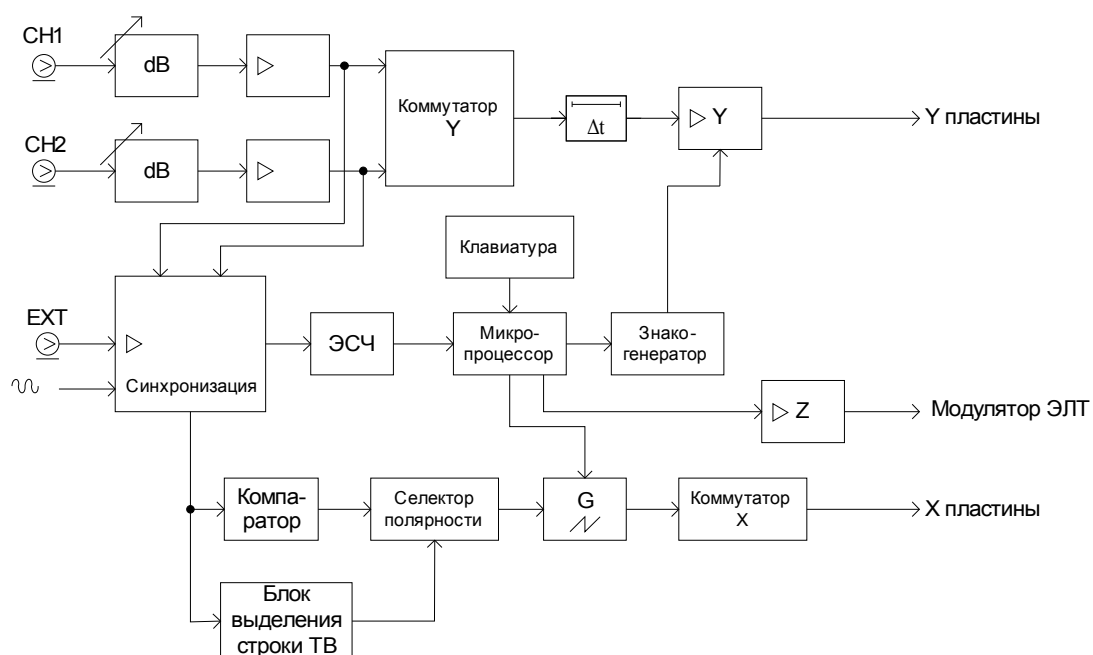 CH1
dB
Коммутатор
Y
Δt
Y
Y пластины
CH2
dB
Клавиатура
EXT
Синхронизация
ЭСЧ
Микро-
процессор
Знако-
генератор
Z
Модулятор ЭЛТ
Компа-
ратор
Селектор
полярности
G
Коммутатор
X
X пластины
Блок
выделения
строки ТВ